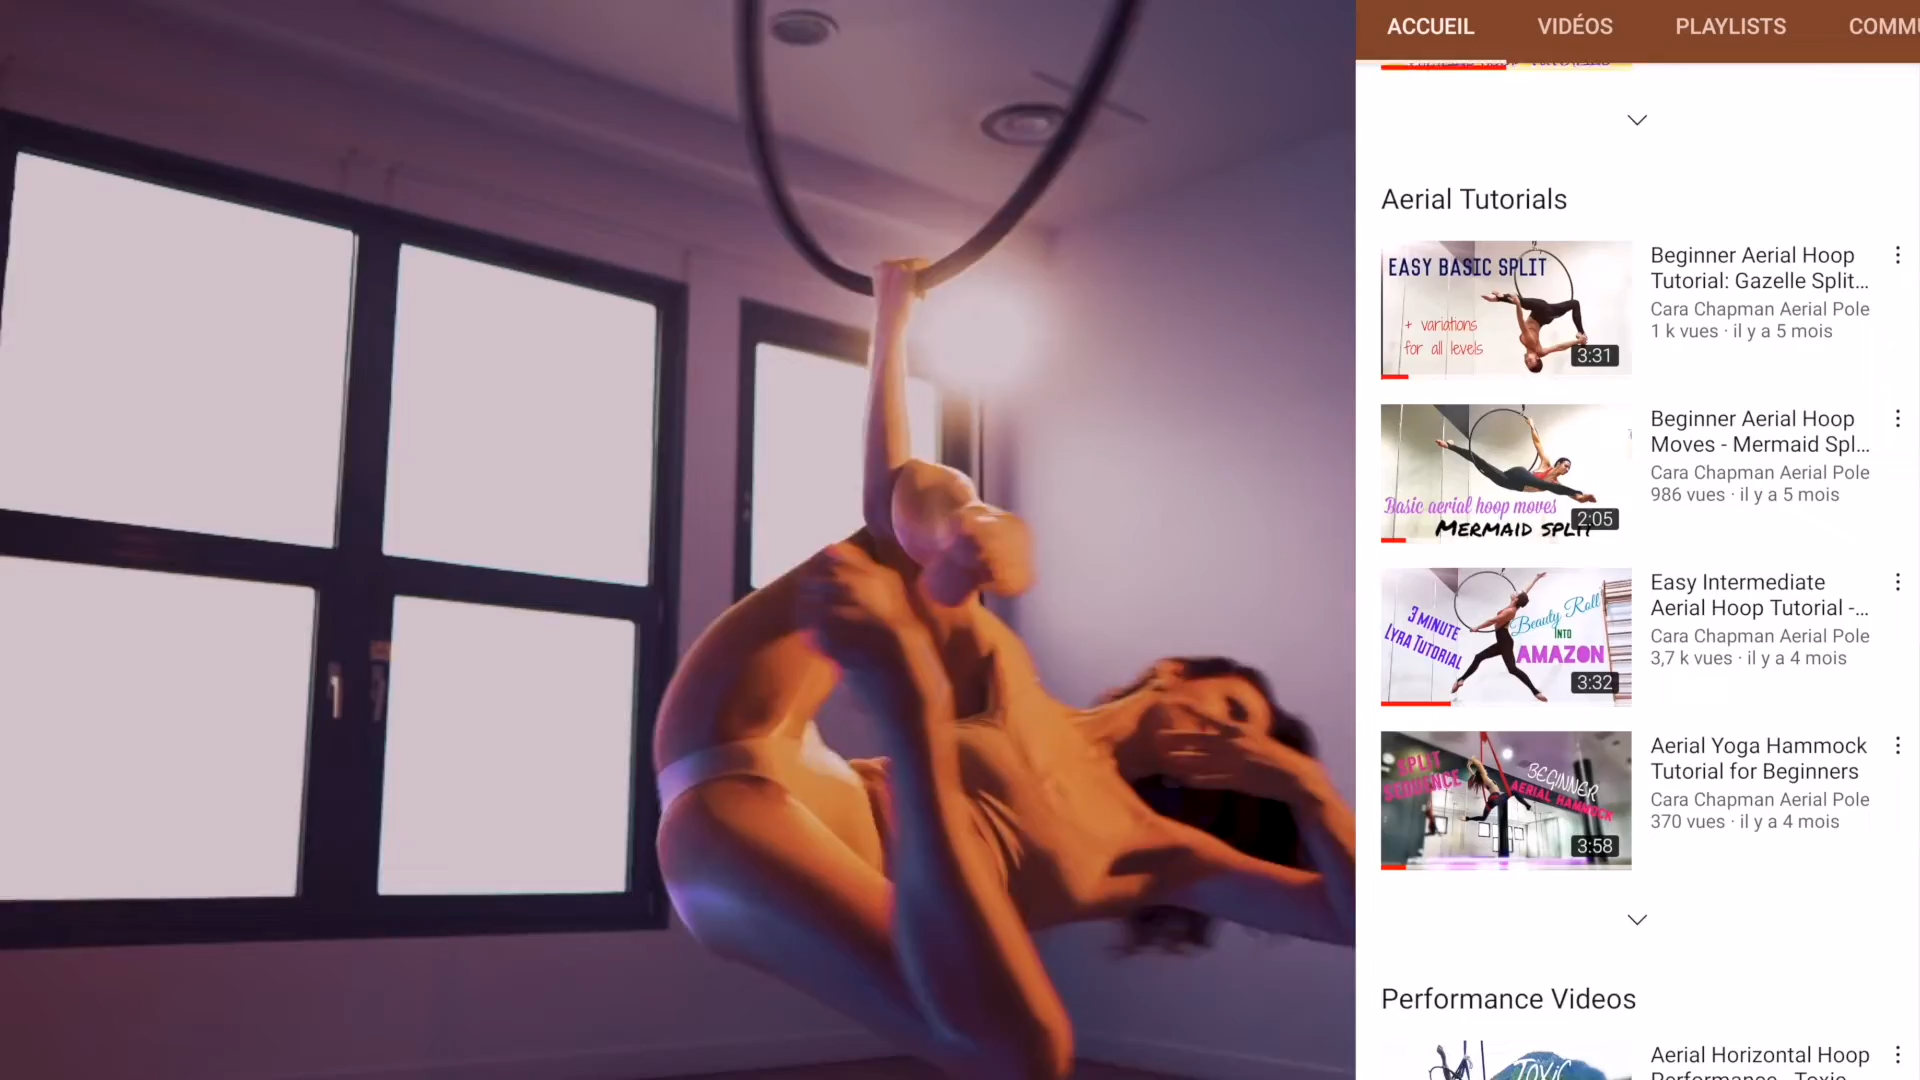 ACCUEIL VIDÉOS PLAYLISTS COMMU
Aerial Tutorials
EASY BASIC SPLIT
+ variations
for all levels
3:31
Beginner Aerial Hoop
Tutorial: Gazelle Split...
Cara Chapman Aerial Pole
1 k vues · il y a 5 mois
Basic aerial hoop moves
MERMAID SPLIT
2:05
Beginner Aerial Hoop
Moves - Mermaid Spl...
Cara Chapman Aerial Pole
986 vues · il y a 5 mois
3 MINUTE
LYRA TUTORIAL
Beauty Roll
INTO
AMAZON
3:32
Easy Intermediate
Aerial Hoop Tutorial -...
Cara Chapman Aerial Pole
3,7 k vues · il y a 4 mois
SPLIT
SEQUANCE
BEGINNER
AERIAL HAMMOCK
3:58
Aerial Yoga Hammock
Tutorial for Beginners
Cara Chapman Aerial Pole
370 vues · il y a 4 mois
Performance Videos
TOXIC
Aerial Horizontal Hoop
Performance - Toxic